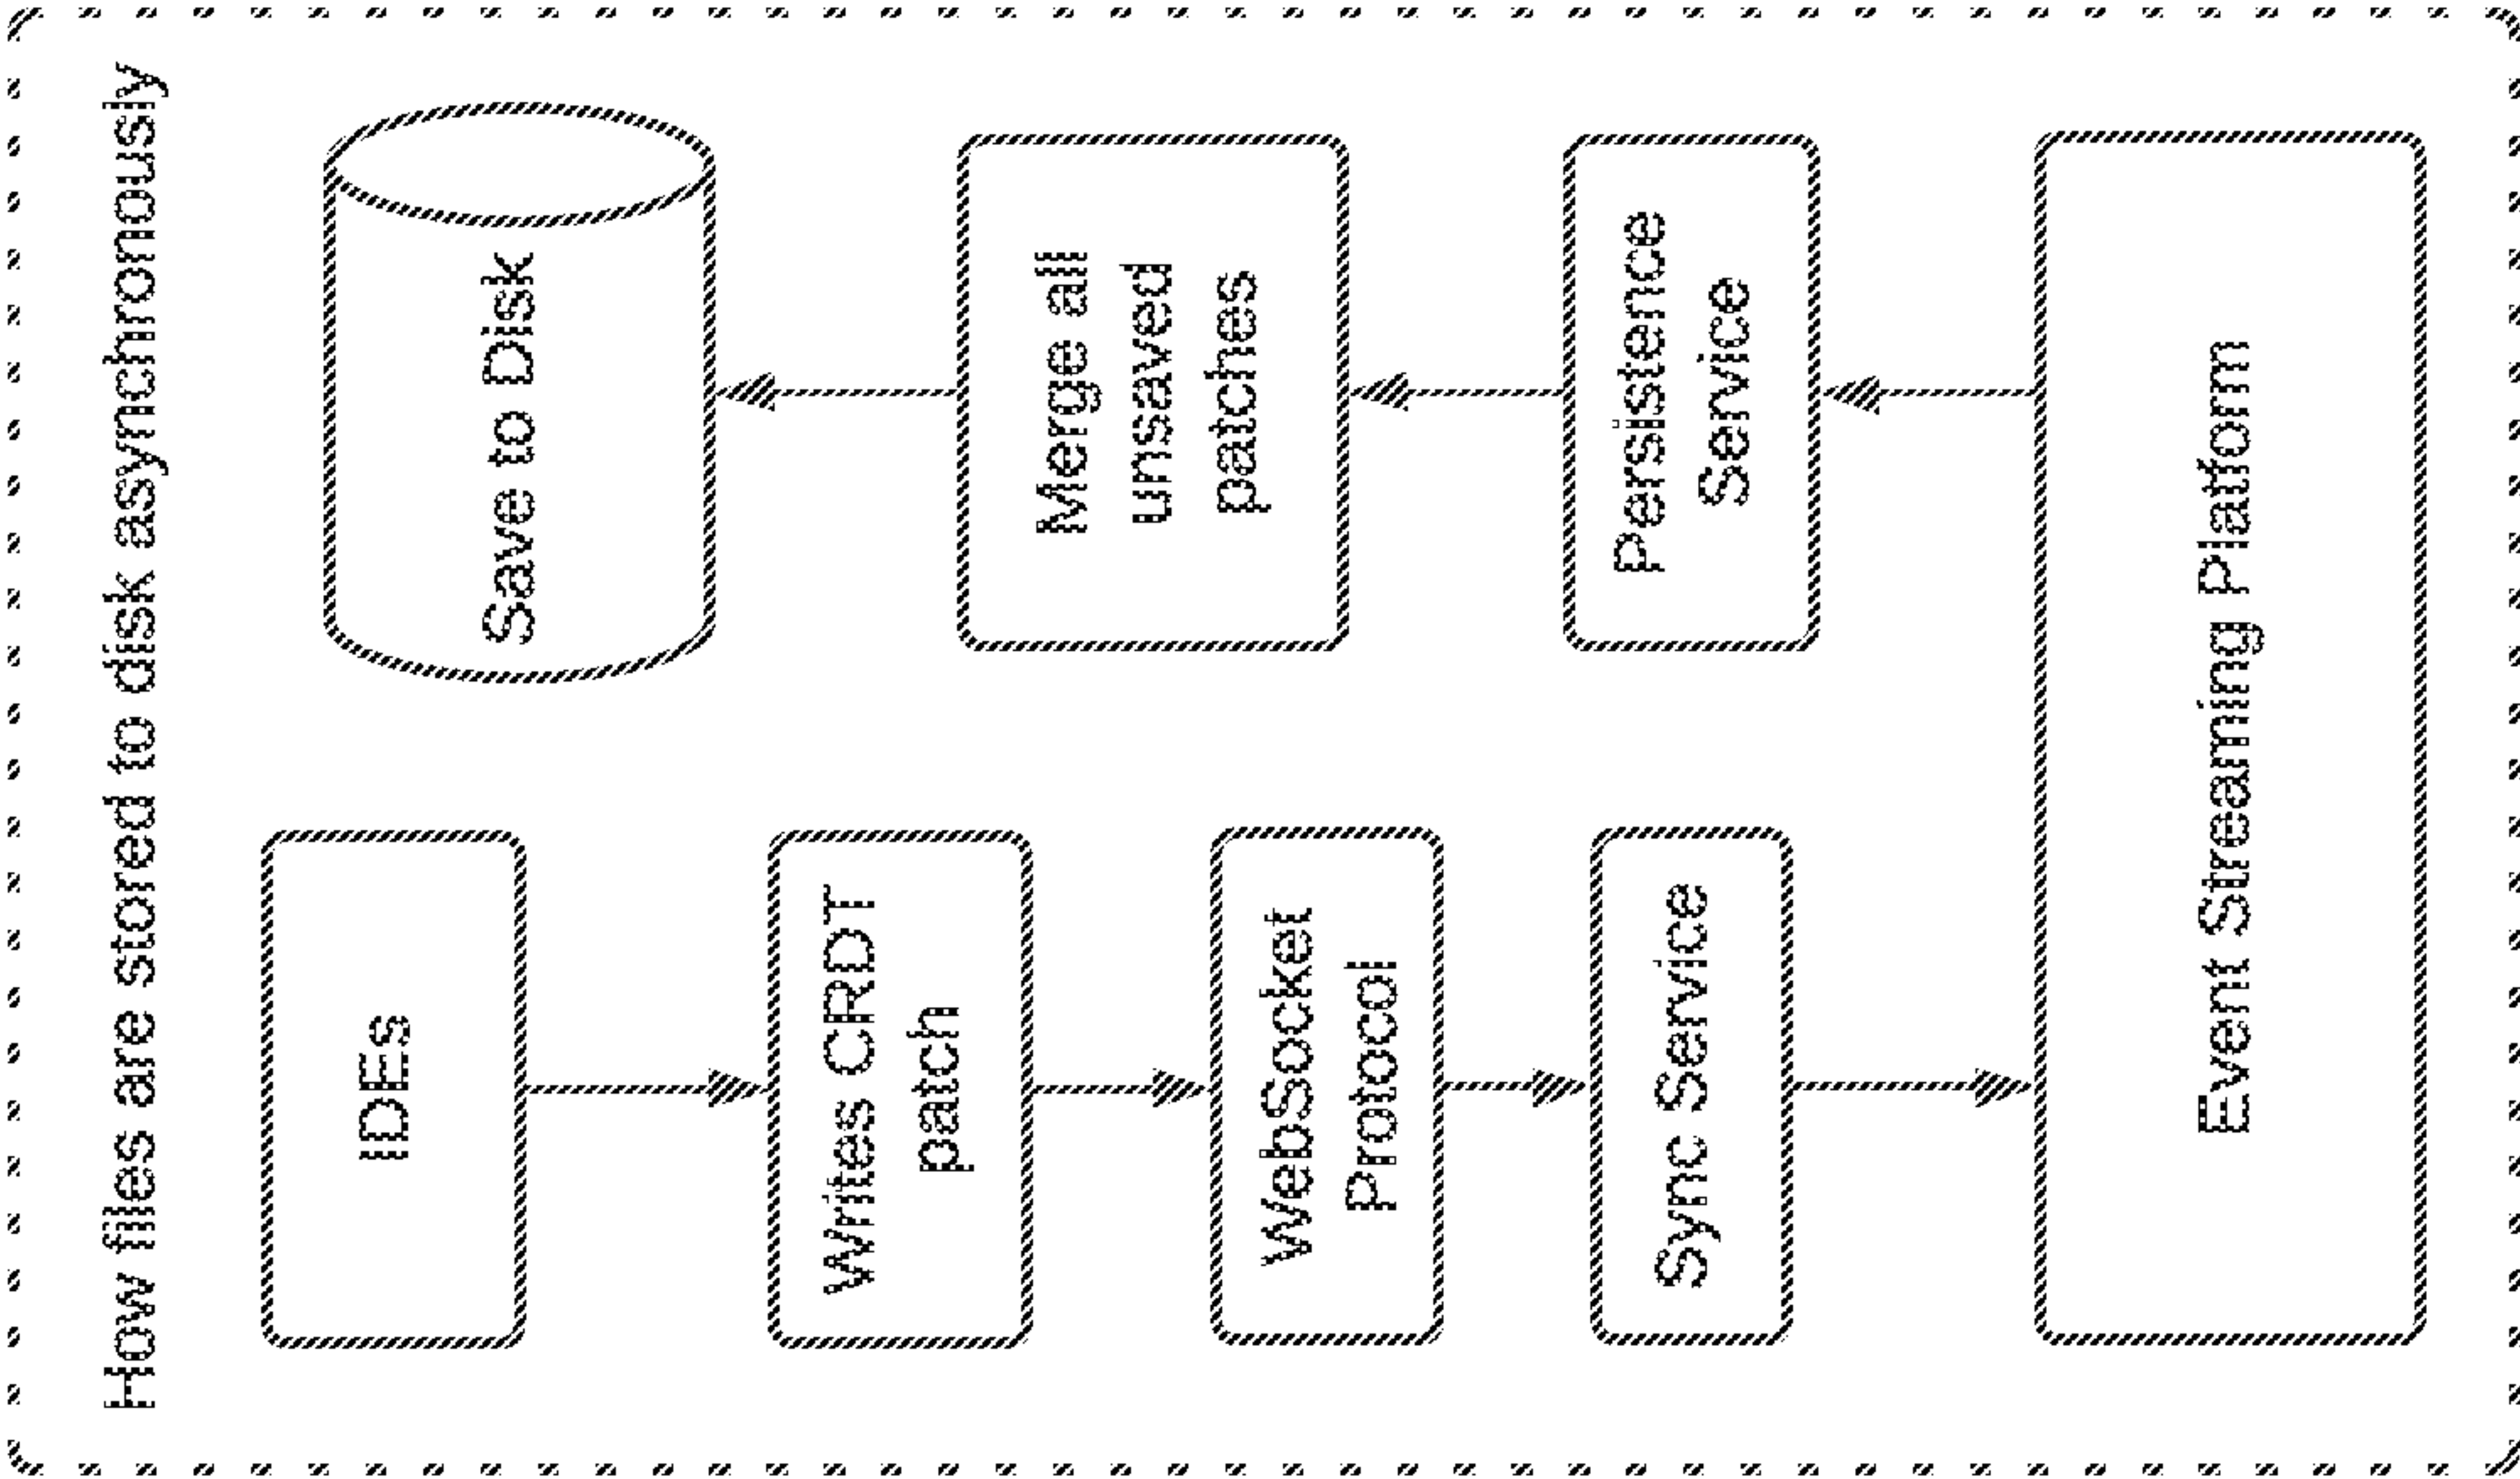 How files are stored to disk asynchronously
IDEs
Writes CRDT
patch
WebSocket
Protocol
Sync Service
Event Streaming Platform
Persistence
Service
Merge all
unsaved
patches
Save to Disk